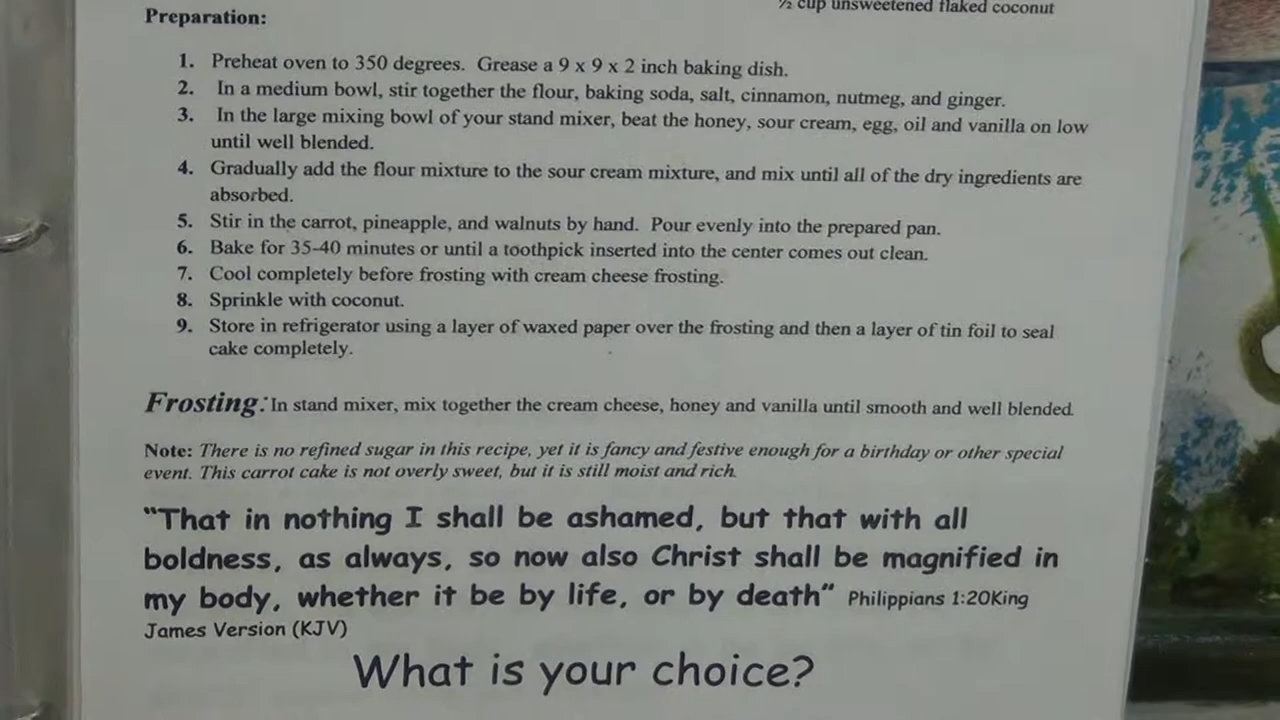 ½ cup unsweetened flaked coconut
Preparation:
1. Preheat oven to 350 degrees. Grease a 9 x 9 x 2 inch baking dish.
2. In a medium bowl, stir together the flour, baking soda, salt, cinnamon, nutmeg, and ginger.
3. In the large mixing bowl of your stand mixer, beat the honey, sour cream, egg, oil and vanilla on low
until well blended.
4. Gradually add the flour mixture to the sour cream mixture, and mix until all of the dry ingredients are
absorbed.
5. Stir in the carrot, pineapple, and walnuts by hand. Pour evenly into the prepared pan.
6. Bake for 35-40 minutes or until a toothpick inserted into the center comes out clean.
7. Cool completely before frosting with cream cheese frosting.
8. Sprinkle with coconut.
9. Store in refrigerator using a layer of waxed paper over the frosting and then a layer of tin foil to seal
cake completely.
Frosting: In stand mixer, mix together the cream cheese, honey and vanilla until smooth and well blended.
Note: There is no refined sugar in this recipe, yet it is fancy and festive enough for a birthday or other special
event. This carrot cake is not overly sweet, but it is still moist and rich.
“That in nothing I shall be ashamed, but that with all
boldness, as always, so now also Christ shall be magnified in
my body, whether it be by life, or by death” Philippians 1:20King
James Version (KJV)
What is your choice?